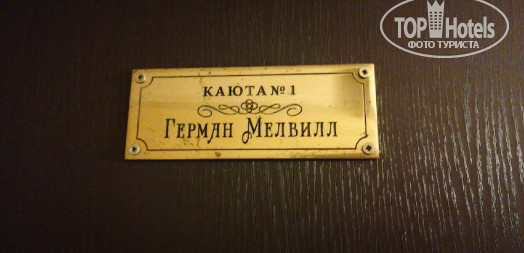 TOP Hotels
ФОТО ТУРИСТА
КАЮТА № 1
ГЕРМАН МЕЛВИЛЛ